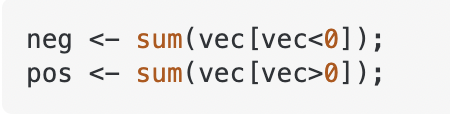 neg <- sum(vec[vec<0]);
pos <- sum(vec[vec>0]);